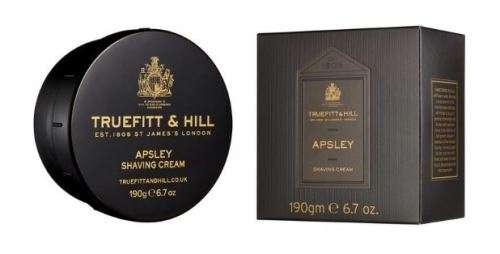 TRUEFITT & HILL
EST. 1805 ST JAMES'S LONDON
APSLEY
SHAVING CREAM
TRUEFITTANDHILL.CO.UK
190g ℮ 6.7 oz
1805
TRUEFITT & HILL
APSLEY
SHAVING CREAM
190gm ℮ 6.7 oz.